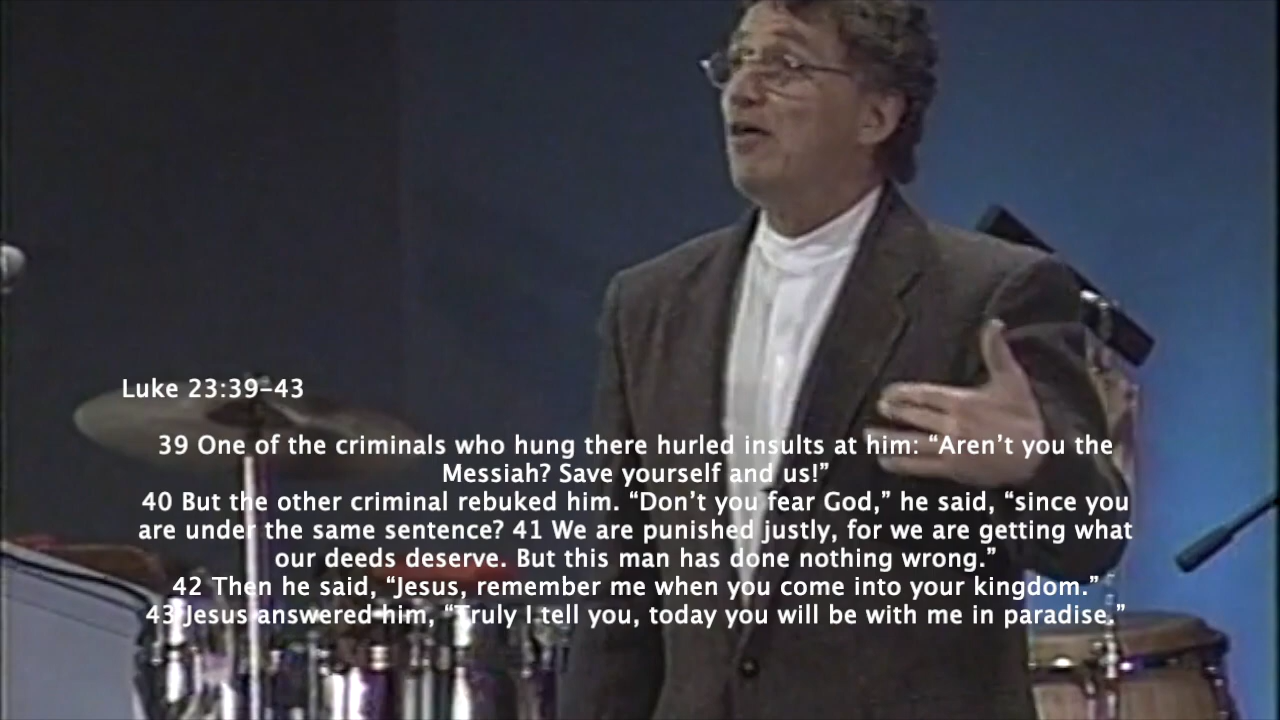 Luke 23:39-43
39 One of the criminals who hung there hurled insults at him: “Aren’t you the
Messiah? Save yourself and us!”
40 But the other criminal rebuked him. “Don’t you fear God,” he said, “since you
are under the same sentence? 41 We are punished justly, for we are getting what
our deeds deserve. But this man has done nothing wrong.”
42 Then he said, “Jesus, remember me when you come into your kingdom.”
43 Jesus answered him, “Truly I tell you, today you will be with me in paradise.”